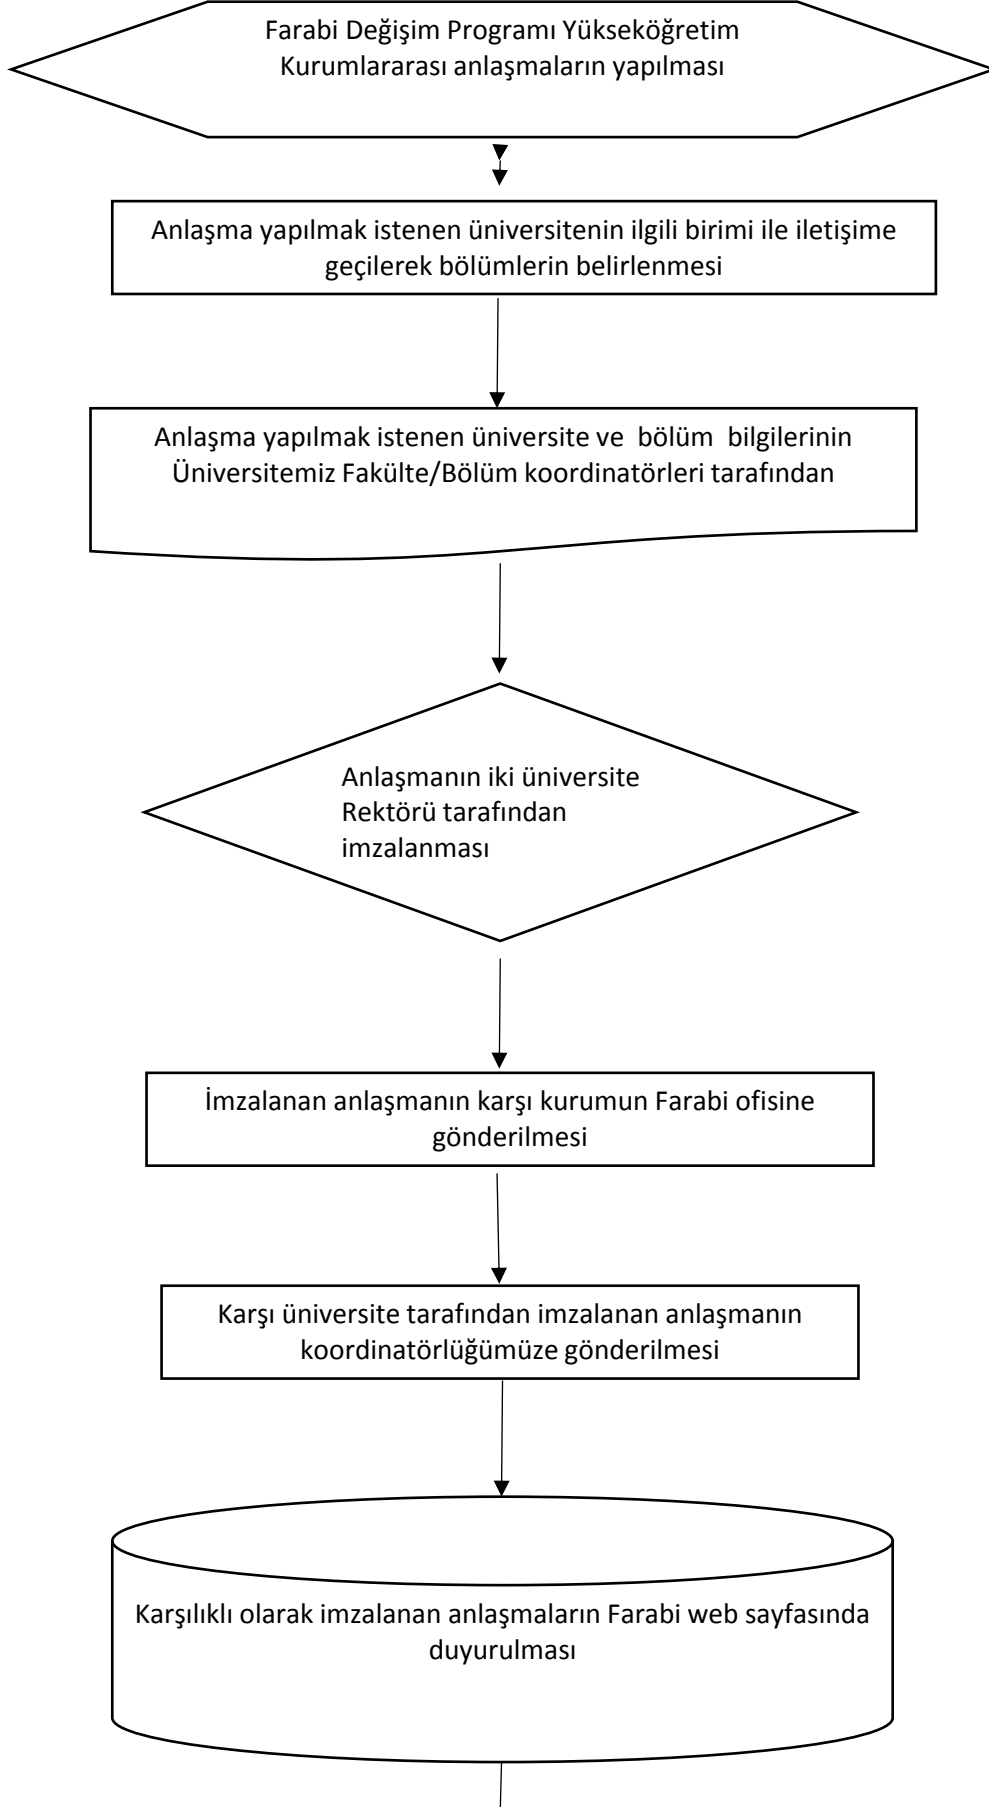 Farabi Değişim Programı Yükseköğretim
Kurumlararası anlaşmaların yapılması
Anlaşma yapılmak istenen üniversitenin ilgili birimi ile iletişime
geçilerek bölümlerin belirlenmesi
Anlaşma yapılmak istenen üniversite ve  bölüm  bilgilerinin
Üniversitemiz Fakülte/Bölüm koordinatörleri tarafından
Anlaşmanın iki üniversite
Rektörü tarafından
imzalanması
İmzalanan anlaşmanın karşı kurumun Farabi ofisine
gönderilmesi
Karşı üniversite tarafından imzalanan anlaşmanın
koordinatörlüğümüze gönderilmesi
Karşılıklı olarak imzalanan anlaşmaların Farabi web sayfasında
duyurulması